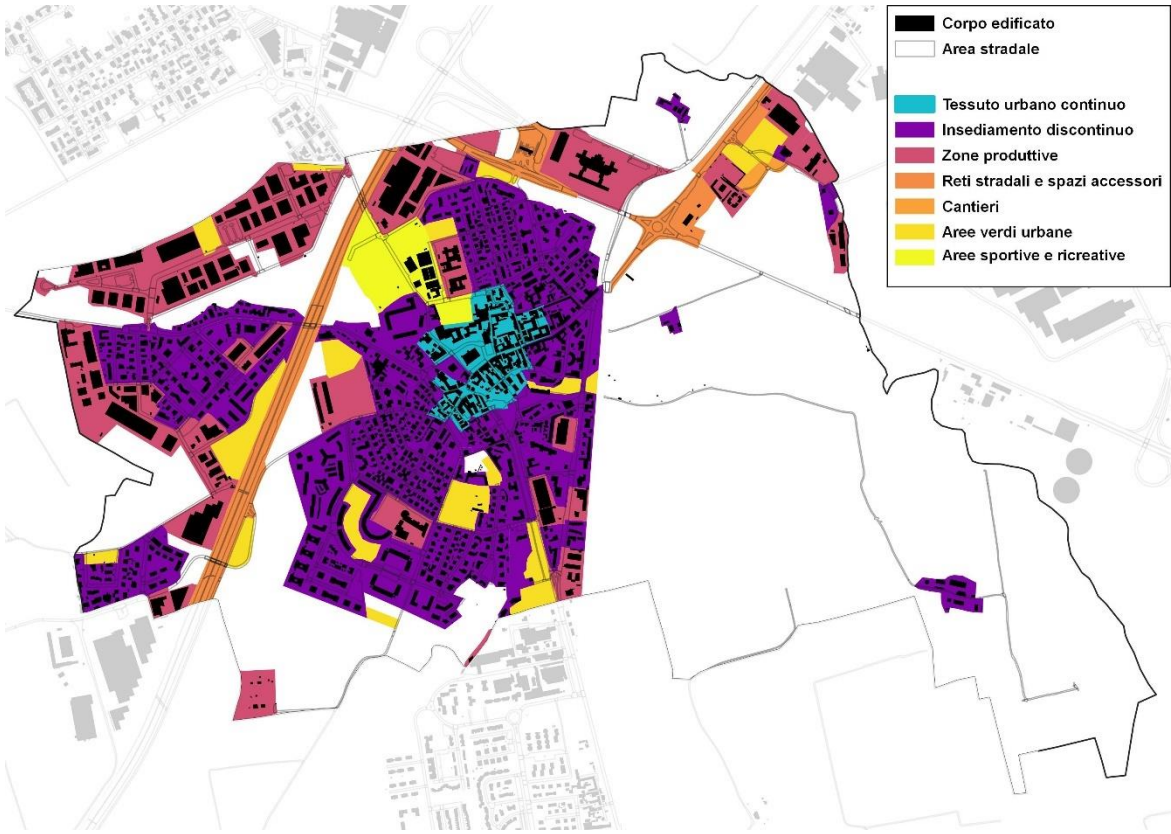 Corpo edificato
Area stradale
Tessuto urbano continuo
Insediamento discontinuo
Zone produttive
Reti stradali e spazi accessori
Cantieri
Aree verdi urbane
Aree sportive e ricreative